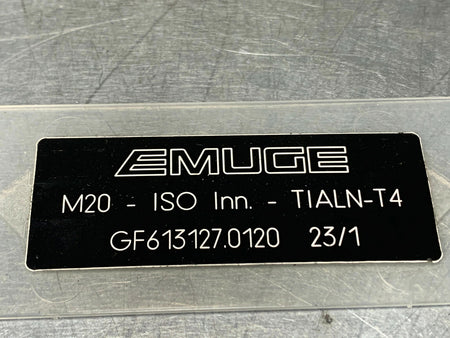 EMUGE
M20 - ISO Inn. - TIALN-T4
GF613127.0120 23/1